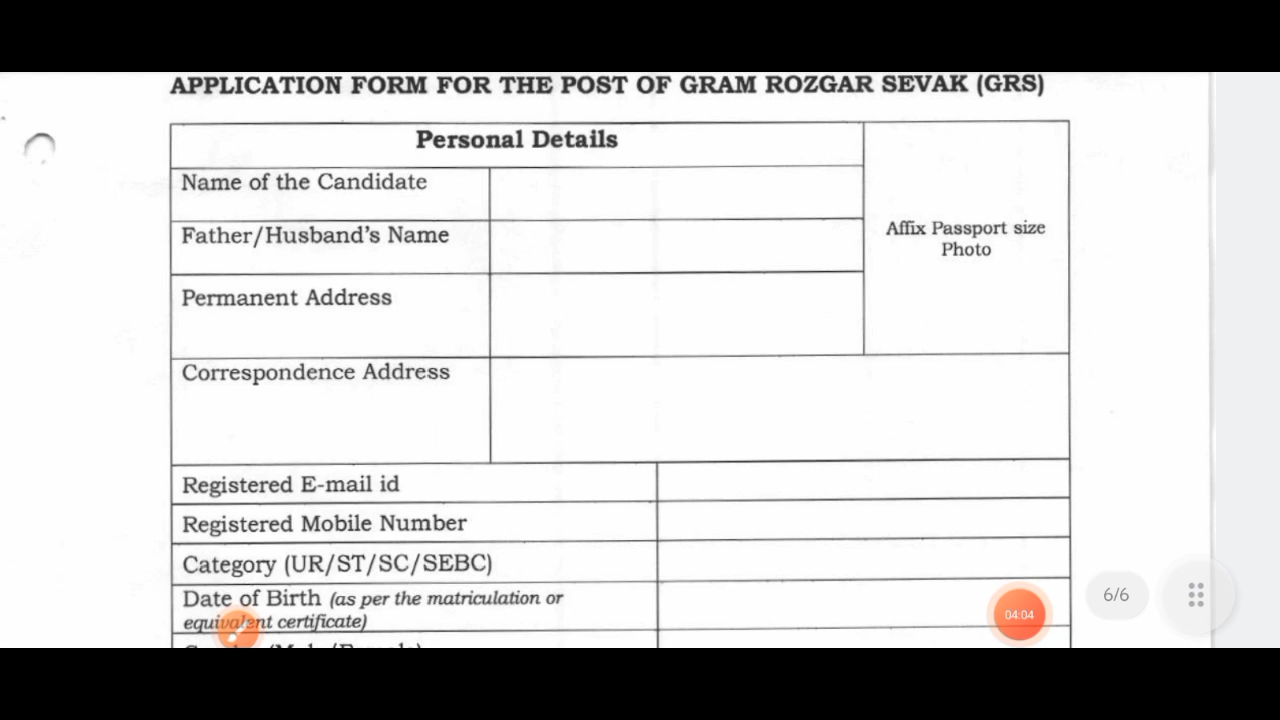 APPLICATION FORM FOR THE POST OF GRAM ROZGAR SEVAK (GRS)
Personal Details
Name of the Candidate
Father/Husband's Name
Affix Passport size
Photo
Permanent Address
Correspondence Address
Registered E-mail id
Registered Mobile Number
Category (UR/ST/SC/SEBC)
Date of Birth (as per the matriculation or
equivalent certificate)
6/6
04:04